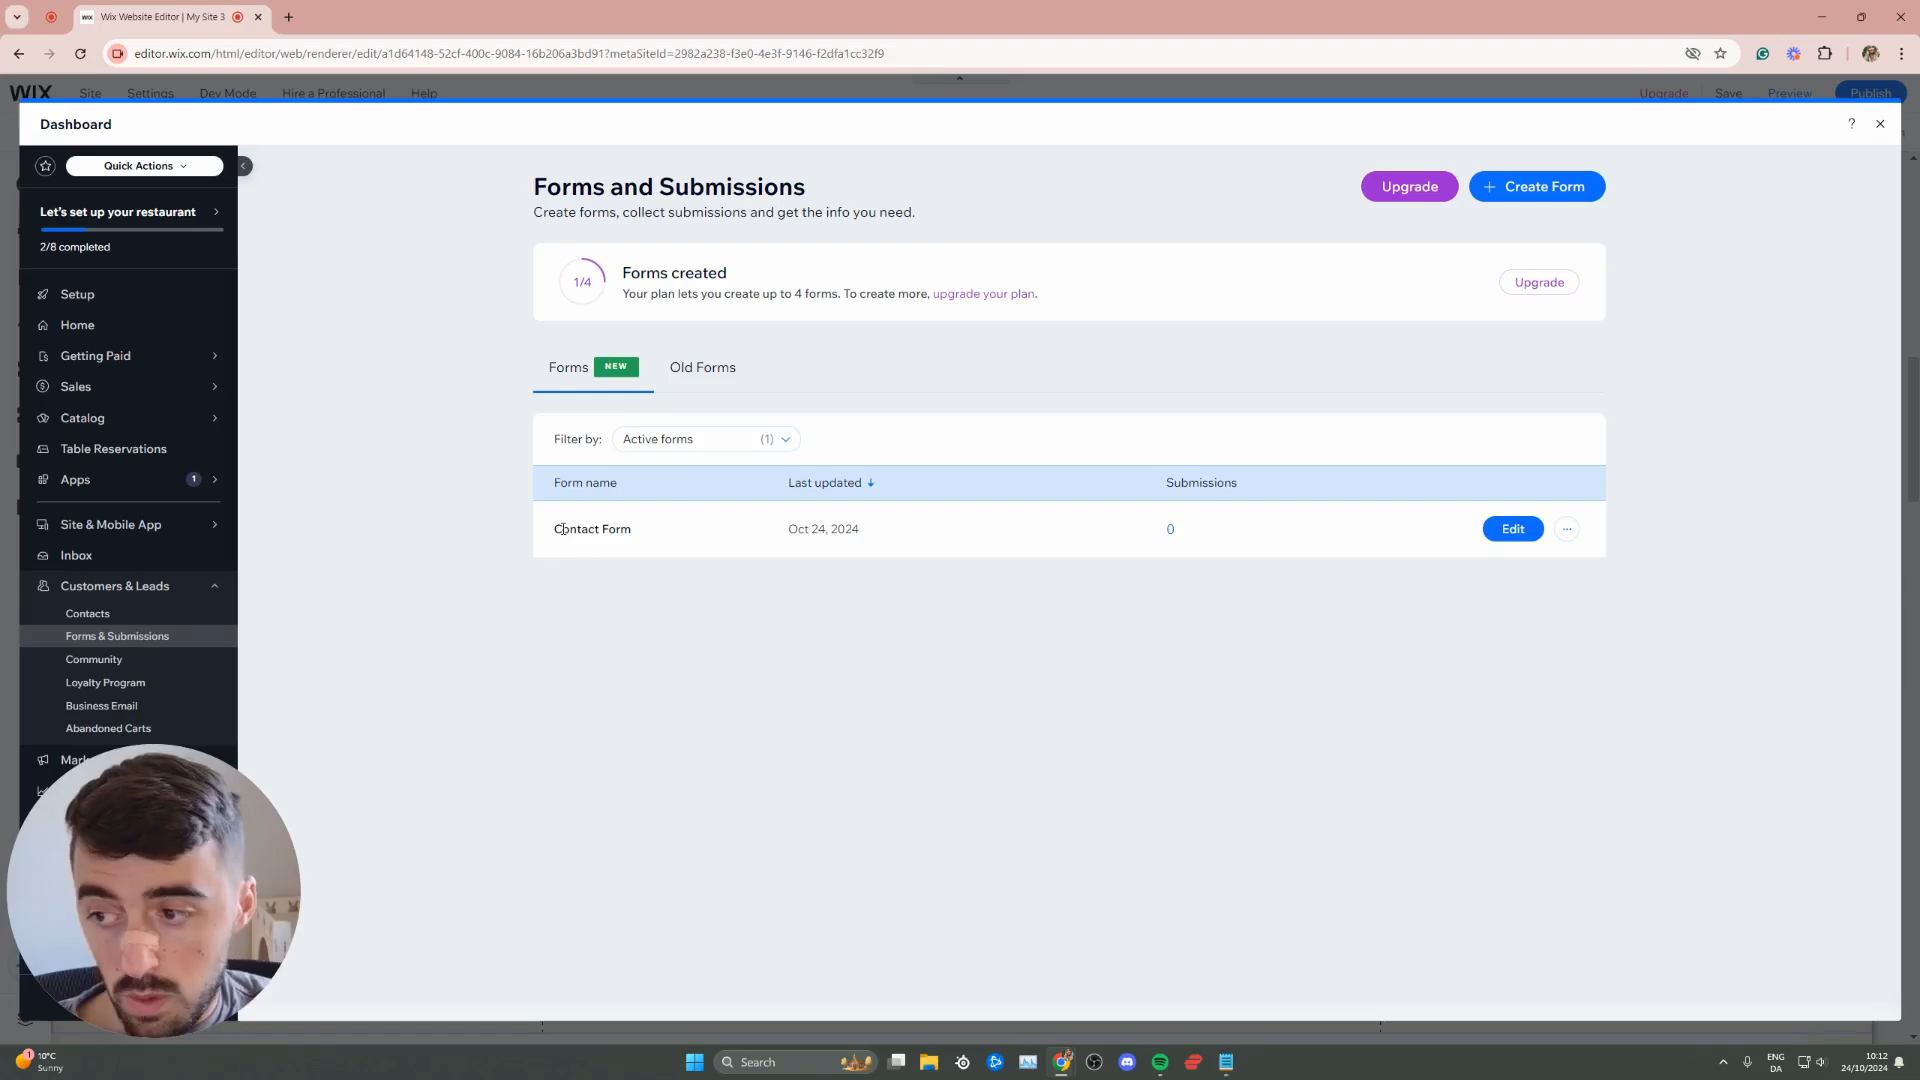 WIX Wix Website Editor | My Site 3
editor.wix.com/html/editor/web/renderer/edit/a1d64148-52cf-400c-9084-16b206a3bd91?metaSiteId=2982a238-f3e0-4e3f-9146-f2dfa1cc32f9
WIX Site Settings Dev Mode Hire a Professional Help Upgrade Save Preview Publish
Dashboard ?
Quick Actions
Let's set up your restaurant
2/8 completed
Setup
Home
Getting Paid
Sales
Catalog
Table Reservations
Apps 1
Site & Mobile App
Inbox
Customers & Leads
Contacts
Forms & Submissions
Community
Loyalty Program
Business Email
Abandoned Carts
Forms and Submissions
Create forms, collect submissions and get the info you need.
Upgrade + Create Form
1/4
Forms created
Your plan lets you create up to 4 forms. To create more, upgrade your plan.
Upgrade
Forms NEW Old Forms
Filter by: Active forms (1)
Form name Last updated Submissions
Contact Form Oct 24, 2024 0 Edit ...
1 10°C
Sunny
Search
ENG
DA
10:12
24/10/2024